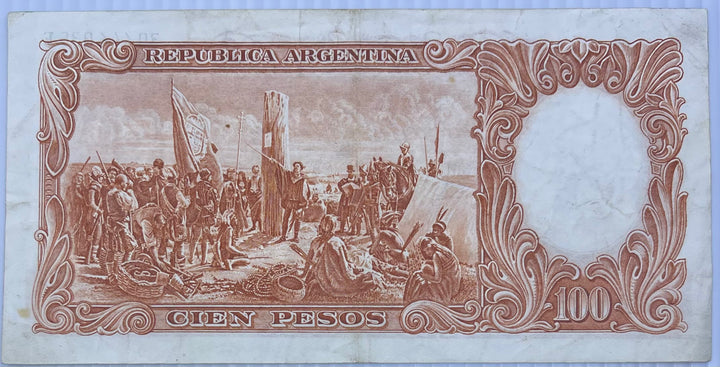 REPUBLICA ARGENTINA
CIEN PESOS
100